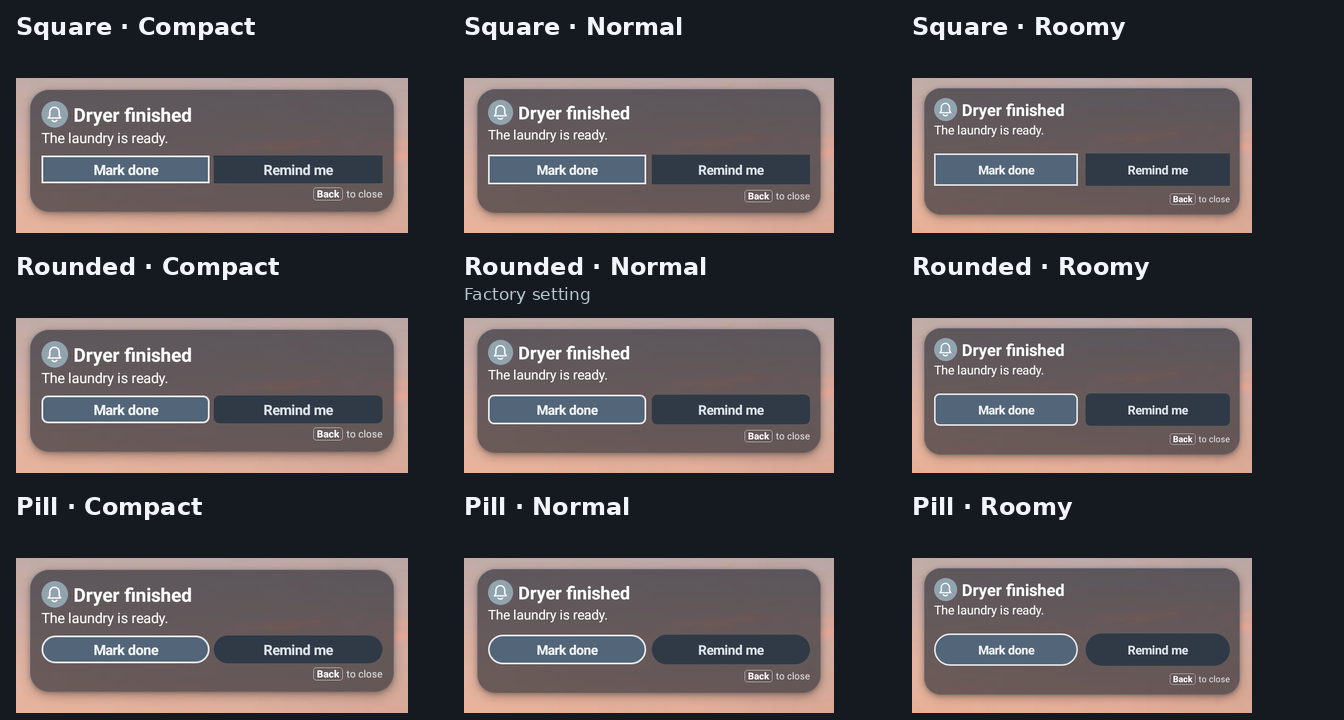 Square · Compact
Square · Normal
Square · Roomy
Dryer finished
The laundry is ready.
Mark done
Remind me
Back to close
Dryer finished
The laundry is ready.
Mark done
Remind me
Back to close
Dryer finished
The laundry is ready.
Mark done
Remind me
Back to close
Rounded · Compact
Rounded · Normal
Factory setting
Rounded · Roomy
Dryer finished
The laundry is ready.
Mark done
Remind me
Back to close
Dryer finished
The laundry is ready.
Mark done
Remind me
Back to close
Dryer finished
The laundry is ready.
Mark done
Remind me
Back to close
Pill · Compact
Pill · Normal
Pill · Roomy
Dryer finished
The laundry is ready.
Mark done
Remind me
Back to close
Dryer finished
The laundry is ready.
Mark done
Remind me
Back to close
Dryer finished
The laundry is ready.
Mark done
Remind me
Back to close